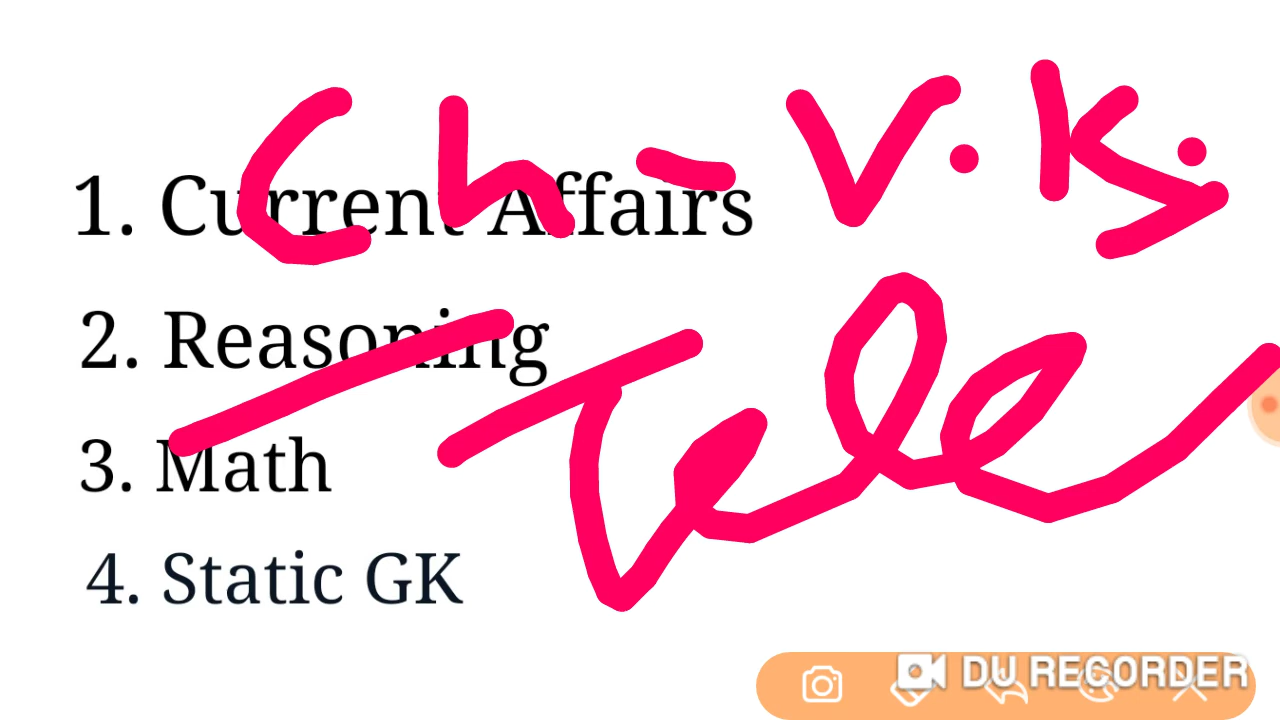 Ch - V.K.
1. Current Affairs
2. Reasoning
Tele
3. Math
4. Static GK
DU RECORDER